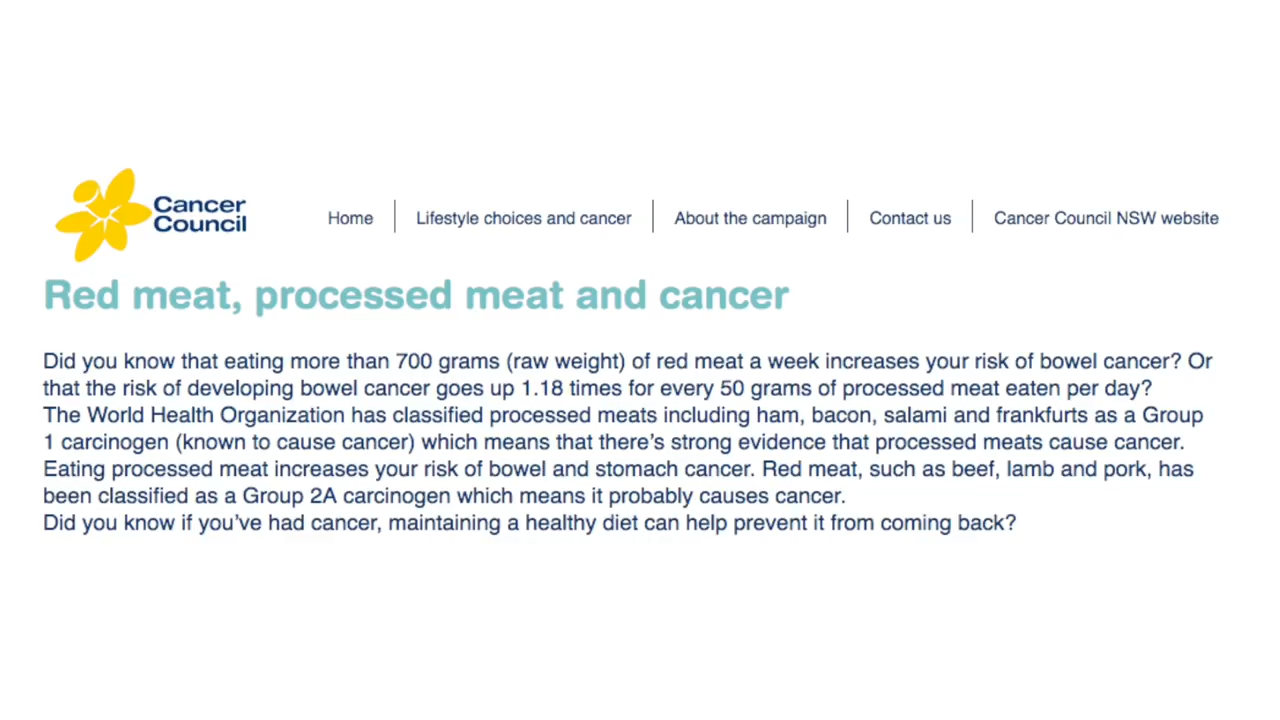 Cancer
Council
Home
Lifestyle choices and cancer
About the campaign
Contact us
Cancer Council NSW website
Red meat, processed meat and cancer
Did you know that eating more than 700 grams (raw weight) of red meat a week increases your risk of bowel cancer? Or
that the risk of developing bowel cancer goes up 1.18 times for every 50 grams of processed meat eaten per day?
The World Health Organization has classified processed meats including ham, bacon, salami and frankfurts as a Group
1 carcinogen (known to cause cancer) which means that there’s strong evidence that processed meats cause cancer.
Eating processed meat increases your risk of bowel and stomach cancer. Red meat, such as beef, lamb and pork, has
been classified as a Group 2A carcinogen which means it probably causes cancer.
Did you know if you’ve had cancer, maintaining a healthy diet can help prevent it from coming back?